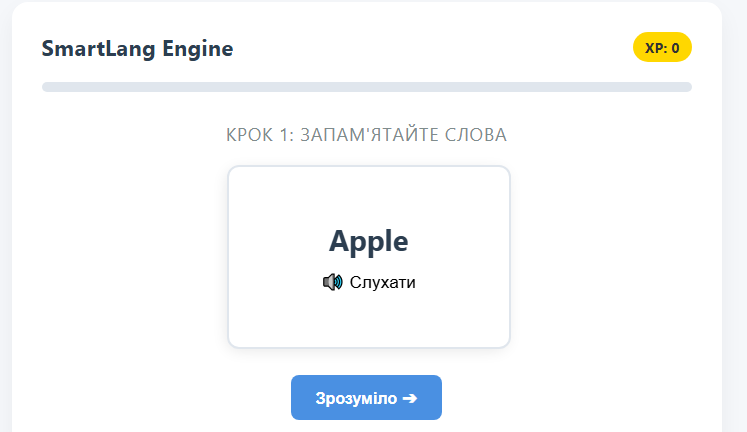 SmartLang Engine
XP: 0
КРОК 1: ЗАПАМ'ЯТАЙТЕ СЛОВА
Apple
🔊 Слухати
Зрозуміло ➔